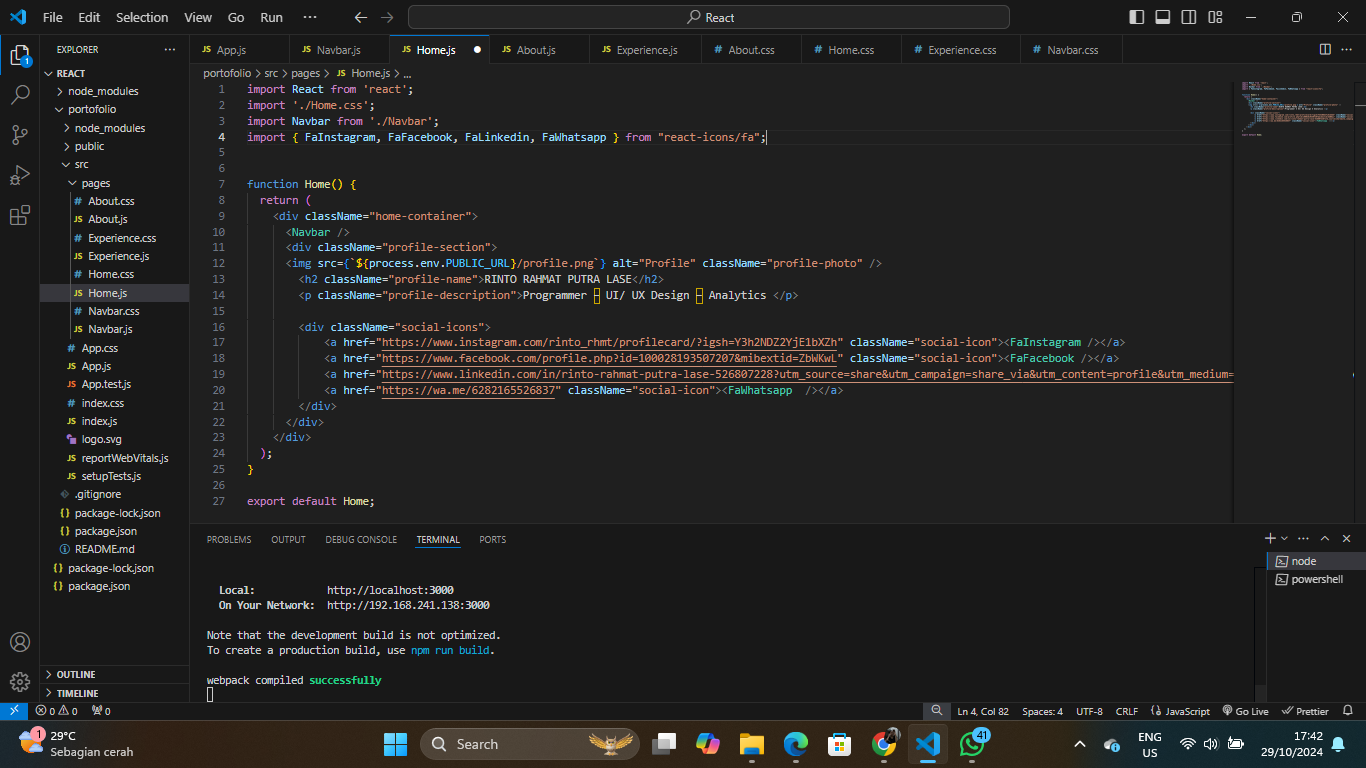 File Edit Selection View Go Run ··· React
EXPLORER ···
REACT
node_modules
portofolio
node_modules
public
src
pages
About.css
About.js
Experience.css
Experience.js
Home.css
Home.js
Navbar.css
Navbar.js
App.css
App.js
App.test.js
index.css
index.js
logo.svg
reportWebVitals.js
setupTests.js
.gitignore
package-lock.json
package.json
README.md
package-lock.json
package.json
OUTLINE
TIMELINE
JS App.js JS Navbar.js JS Home.js JS About.js JS Experience.js # About.css # Home.css # Experience.css # Navbar.css
portofolio > src > pages > JS Home.js > ...
1 import React from 'react';
2 import './Home.css';
3 import Navbar from './Navbar';
4 import { FaInstagram, FaFacebook, FaLinkedin, FaWhatsapp } from "react-icons/fa";
5
6
7 function Home() {
8 return (
9 <div className="home-container">
10 <Navbar />
11 <div className="profile-section">
12 <img src={`${process.env.PUBLIC_URL}/profile.png`} alt="Profile" className="profile-photo" />
13 <h2 className="profile-name">RINTO RAHMAT PUTRA LASE</h2>
14 <p className="profile-description">Programmer – UI/ UX Design – Analytics </p>
15
16 <div className="social-icons">
17 <a href="https://www.instagram.com/rinto_rhmt/profilecard/?igsh=Y3h2NDZ2YjE1bXZh" className="social-icon"><FaInstagram /></a>
18 <a href="https://www.facebook.com/profile.php?id=100028193507207&mibextid=ZbWKwL" className="social-icon"><FaFacebook /></a>
19 <a href="https://www.linkedin.com/in/rinto-rahmat-putra-lase-526807228?utm_source=share&utm_campaign=share_via&utm_content=profile&utm_medium=
20 <a href="https://wa.me/6282165526837" className="social-icon"><FaWhatsapp /></a>
21 </div>
22 </div>
23 </div>
24 );
25 }
26
27 export default Home;
PROBLEMS OUTPUT DEBUG CONSOLE TERMINAL PORTS
Local: http://localhost:3000
On Your Network: http://192.168.241.138:3000
Note that the development build is not optimized.
To create a production build, use npm run build.
webpack compiled successfully
node
powershell
0 0 0 Ln 4, Col 82 Spaces: 4 UTF-8 CRLF JavaScript Go Live Prettier
1
29°C
Sebagian cerah
Search
41
ENG
US
17:42
29/10/2024